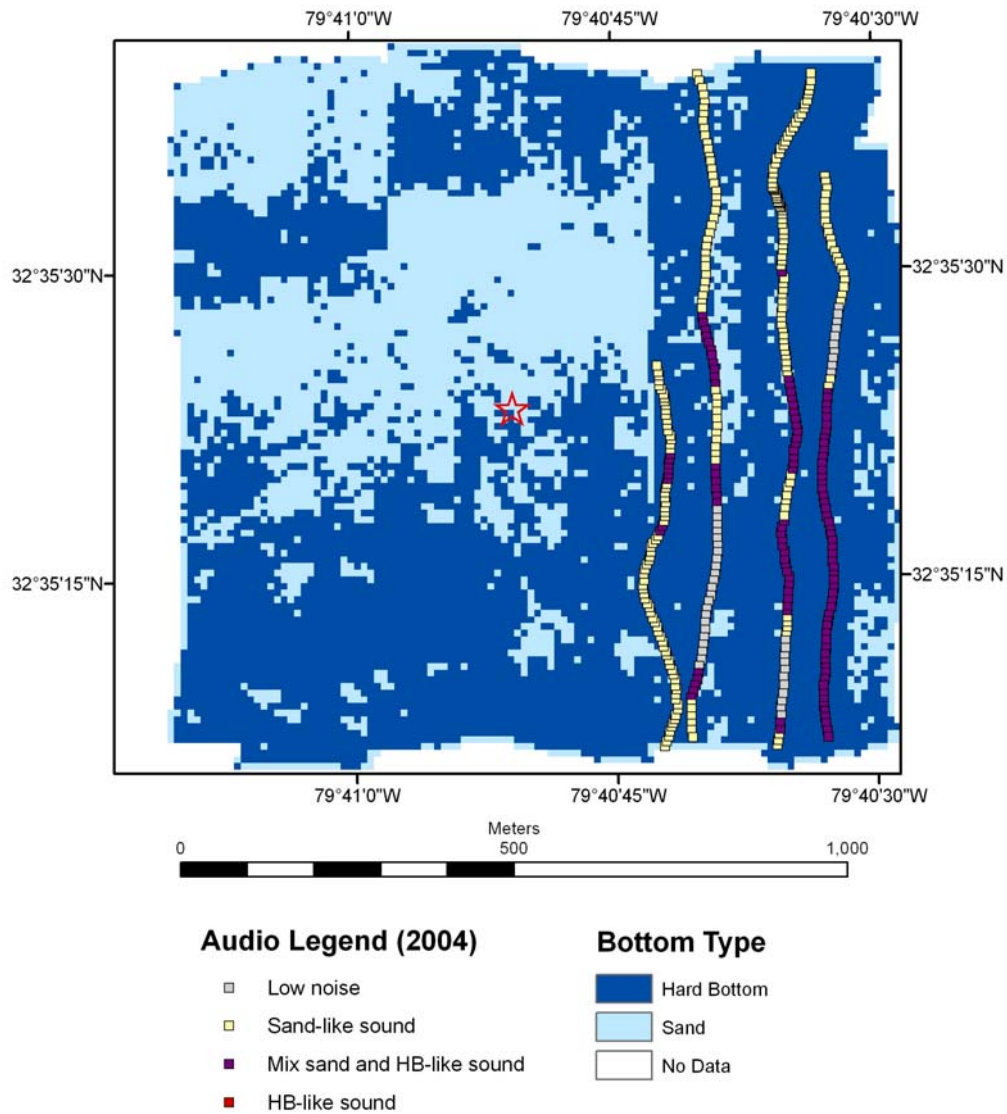 79°41'0"W 79°40'45"W 79°40'30"W
32°35'30"N 32°35'30"N
32°35'15"N 32°35'15"N
79°41'0"W 79°40'45"W 79°40'30"W
Meters
0 500 1,000
Audio Legend (2004)
Low noise
Sand-like sound
Mix sand and HB-like sound
HB-like sound
Bottom Type
Hard Bottom
Sand
No Data